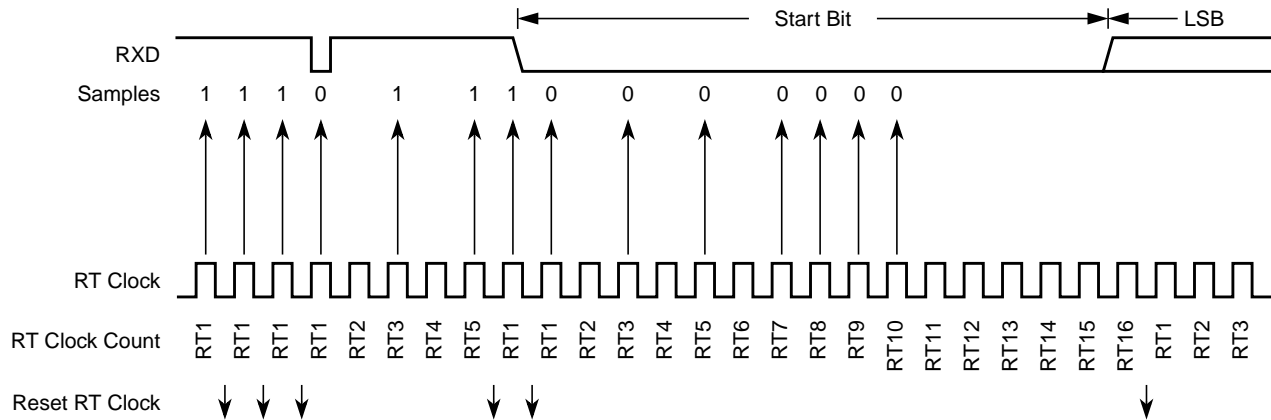 Start Bit LSB
RXD
Samples 1 1 1 0 1 1 1 0 0 0 0 0 0 0
RT Clock
RT Clock Count RT1 RT1 RT1 RT1 RT2 RT3 RT4 RT5 RT1 RT1 RT2 RT3 RT4 RT5 RT6 RT7 RT8 RT9 RT10 RT11 RT12 RT13 RT14 RT15 RT16 RT1 RT2 RT3
Reset RT Clock